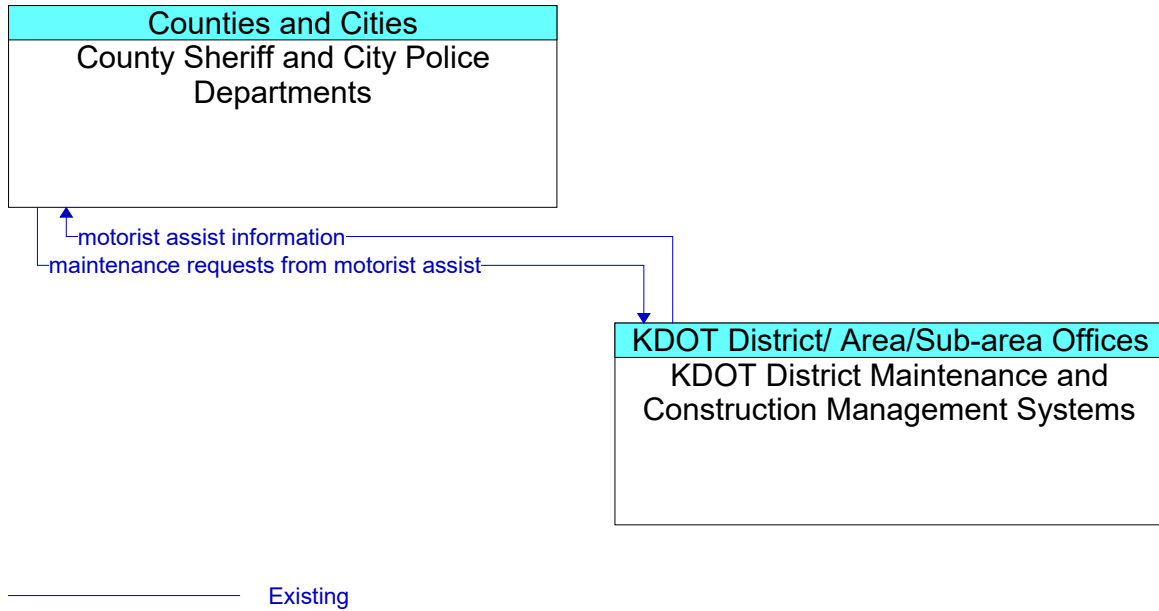 Counties and Cities
County Sheriff and City Police
Departments
motorist assist information
maintenance requests from motorist assist
KDOT District/ Area/Sub-area Offices
KDOT District Maintenance and
Construction Management Systems
Existing